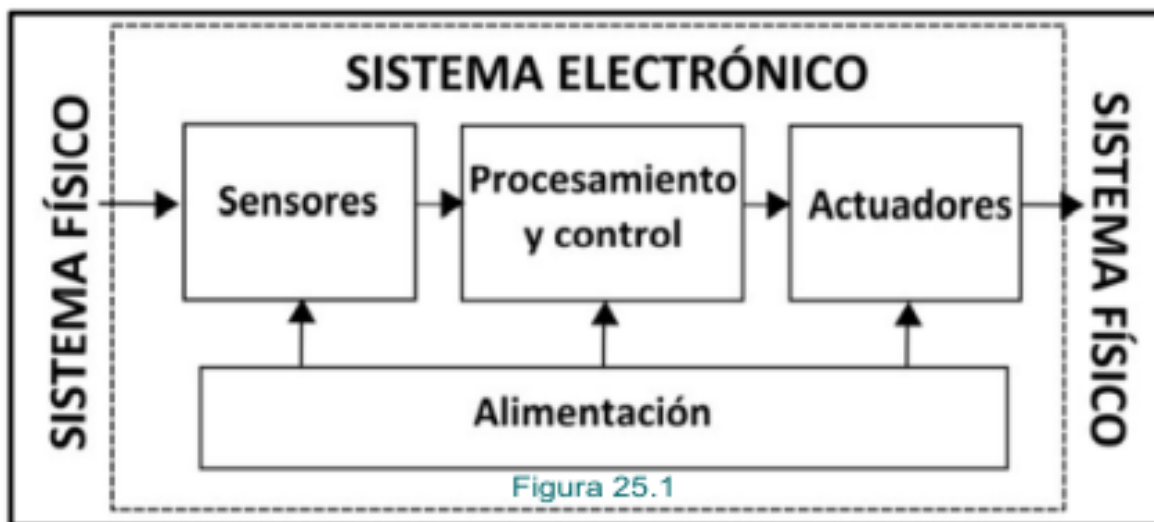 SISTEMA ELECTRÓNICO
SISTEMA FÍSICO
Sensores
Procesamiento
y control
Actuadores
SISTEMA FÍSICO
Alimentación
Figura 25.1